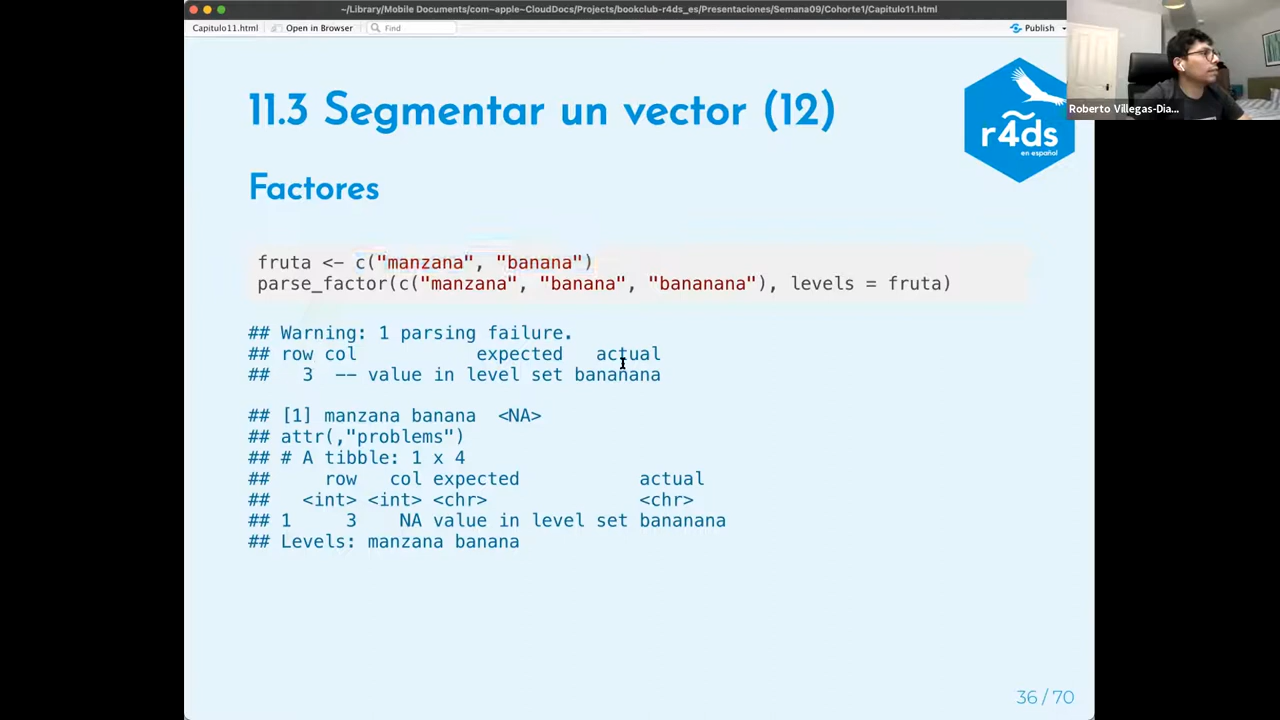 ~/Library/Mobile Documents/com~apple~CloudDocs/Projects/bookclub-r4ds_es/Presentaciones/Semana09/Cohorte1/Capitulo11.html
Capitulo11.html Open in Browser Find Publish
Roberto Villegas-Dia...
11.3 Segmentar un vector (12)
r4ds
en español
Factores
fruta <- c("manzana", "banana")
parse_factor(c("manzana", "banana", "bananana"), levels = fruta)
## Warning: 1 parsing failure.
## row col expected actual
## 3 -- value in level set bananana
## [1] manzana banana <NA>
## attr(,"problems")
## # A tibble: 1 x 4
## row col expected actual
## <int> <int> <chr> <chr>
## 1 3 NA value in level set bananana
## Levels: manzana banana
36 / 70